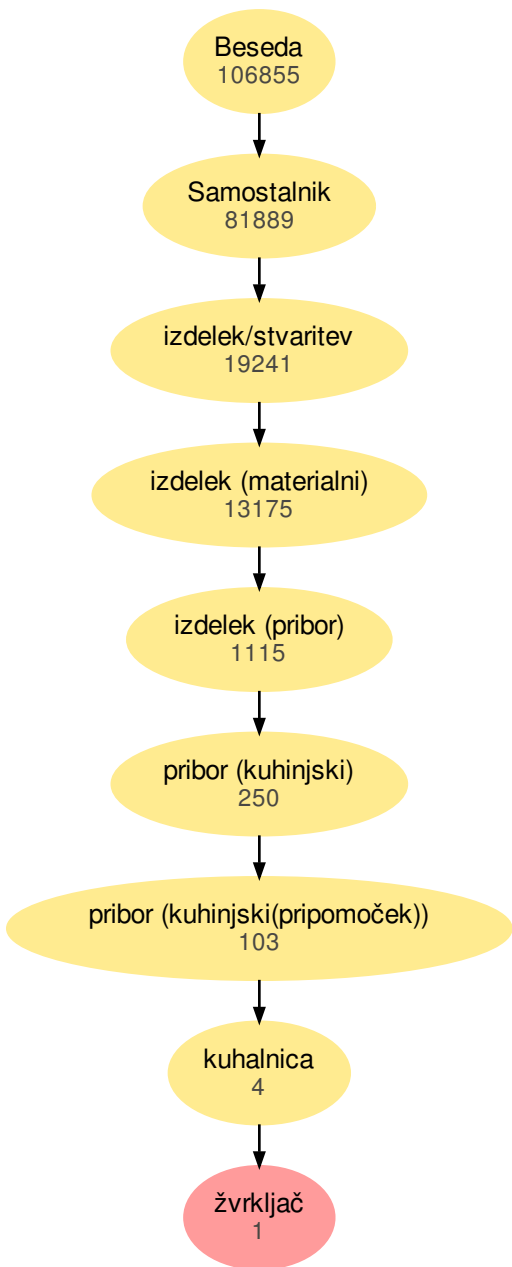 Beseda
106855
Samostalnik
81889
izdelek/stvaritev
19241
izdelek (materialni)
13175
izdelek (pribor)
1115
pribor (kuhinjski)
250
pribor (kuhinjski(pripomoček))
103
kuhalnica
4
žvrkljač
1